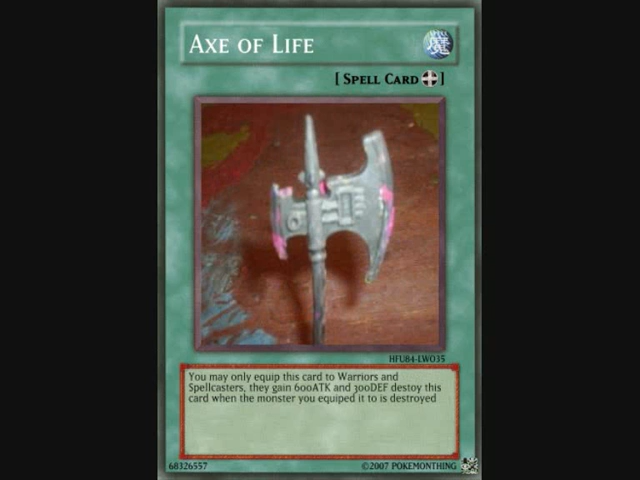 Axe of Life
魔
[ Spell Card ]
HFU84-LW035
You may only equip this card to Warriors and
Spellcasters, they gain 600ATK and 300DEF destoy this
card when the monster you equiped it to is destroyed
68326557
©2007 POKEMONTHING